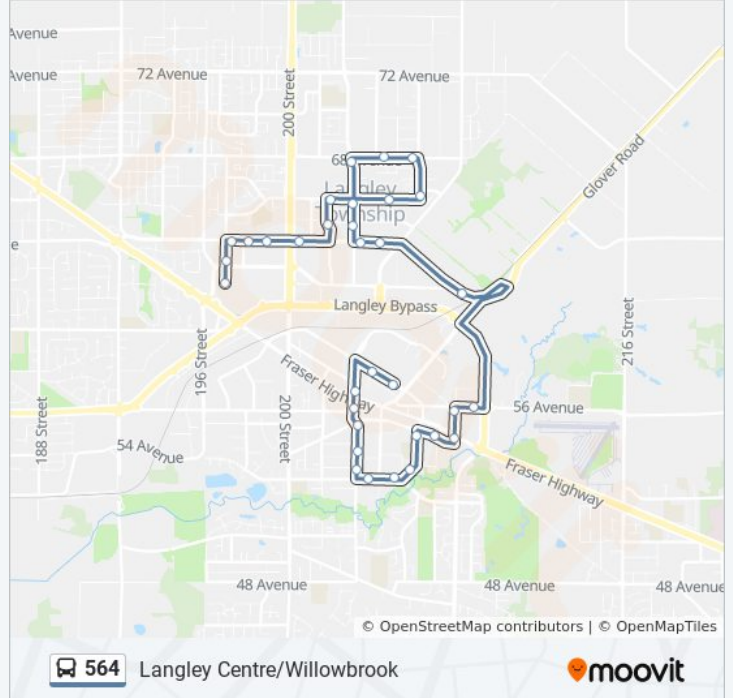 Avenue
Avenue
72 Avenue
72 Avenue
200 Street
68 Avenue
Glover Road
Langley
Township
e
Langley Bypass
216 Street
196 Street
Fraser Highway
188 Street
200 Street
56 Avenue
54 Avenue
Fraser Highway
48 Avenue
48 Avenue
48 Avenue
© OpenStreetMap contributors | © OpenMapTiles
564 Langley Centre/Willowbrook
moovit